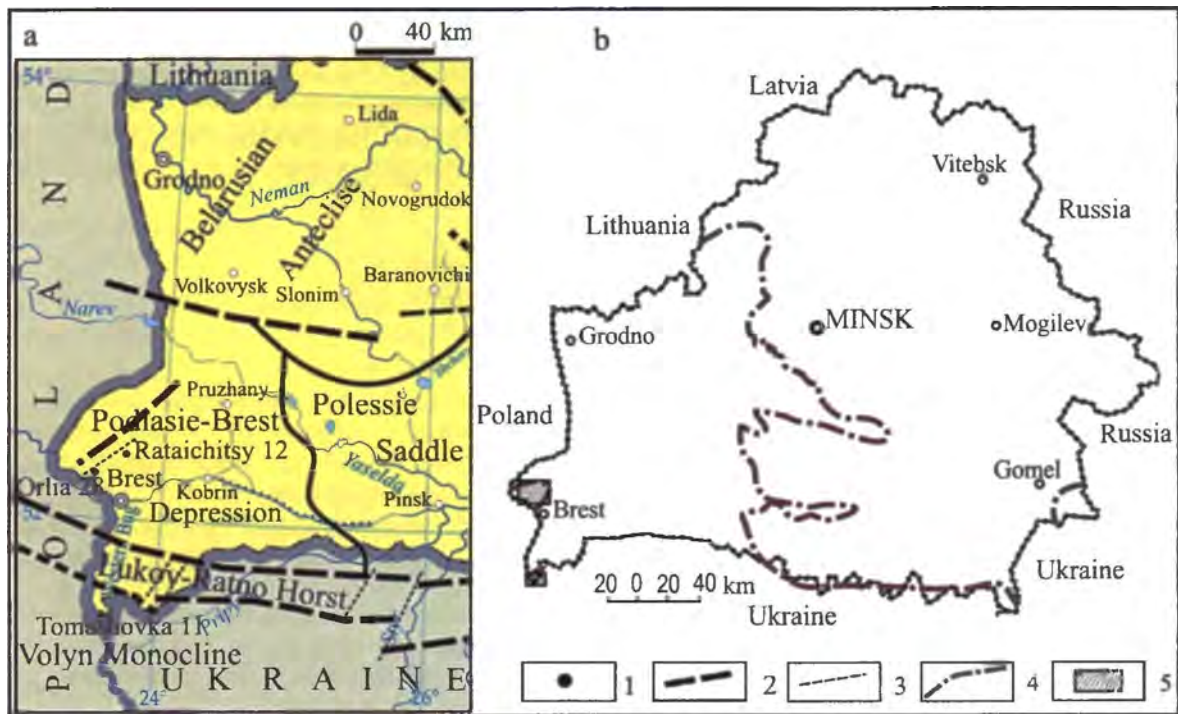 a
0 40 km
54°
Lithuania
Lida
Grodno
Belarusian
Anteclise
Neman
Novogrudok
Volkovysk
Slonim
Baranovichi
Narev
POLAND
Pruzhany
Polessie
Podlasie-Brest
Saddle
Rataichitsy 12
Yaselda
Brest
Kobrin
Pinsk
Depression
52°
Lukov-Ratno Horst
Volyn Monocline
UKRAINE
24°
26°
b
Latvia
Vitebsk
Lithuania
Russia
MINSK
Mogilev
Grodno
Poland
Russia
Gomel
Brest
Ukraine
20 0 20 40 km
Ukraine
1
2
3
4
5